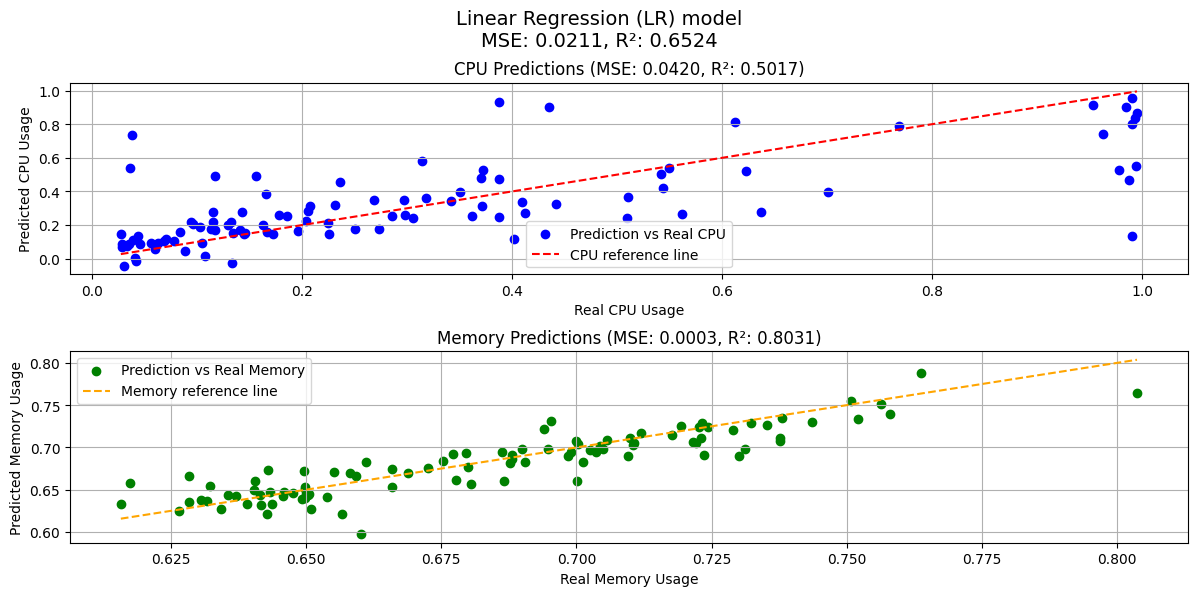 Linear Regression (LR) model
MSE: 0.0211, R²: 0.6524
CPU Predictions (MSE: 0.0420, R²: 0.5017)
Predicted CPU Usage
1.0
0.8
0.6
0.4
0.2
0.0
Prediction vs Real CPU
CPU reference line
0.0 0.2 0.4 0.6 0.8 1.0
Real CPU Usage
Memory Predictions (MSE: 0.0003, R²: 0.8031)
Predicted Memory Usage
0.80
0.75
0.70
0.65
0.60
Prediction vs Real Memory
Memory reference line
0.625 0.650 0.675 0.700 0.725 0.750 0.775 0.800
Real Memory Usage